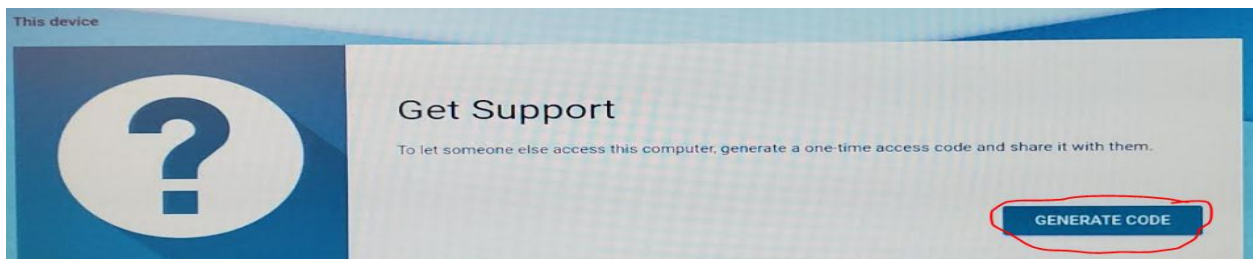 This device
Get Support
To let someone else access this computer, generate a one-time access code and share it with them.
GENERATE CODE